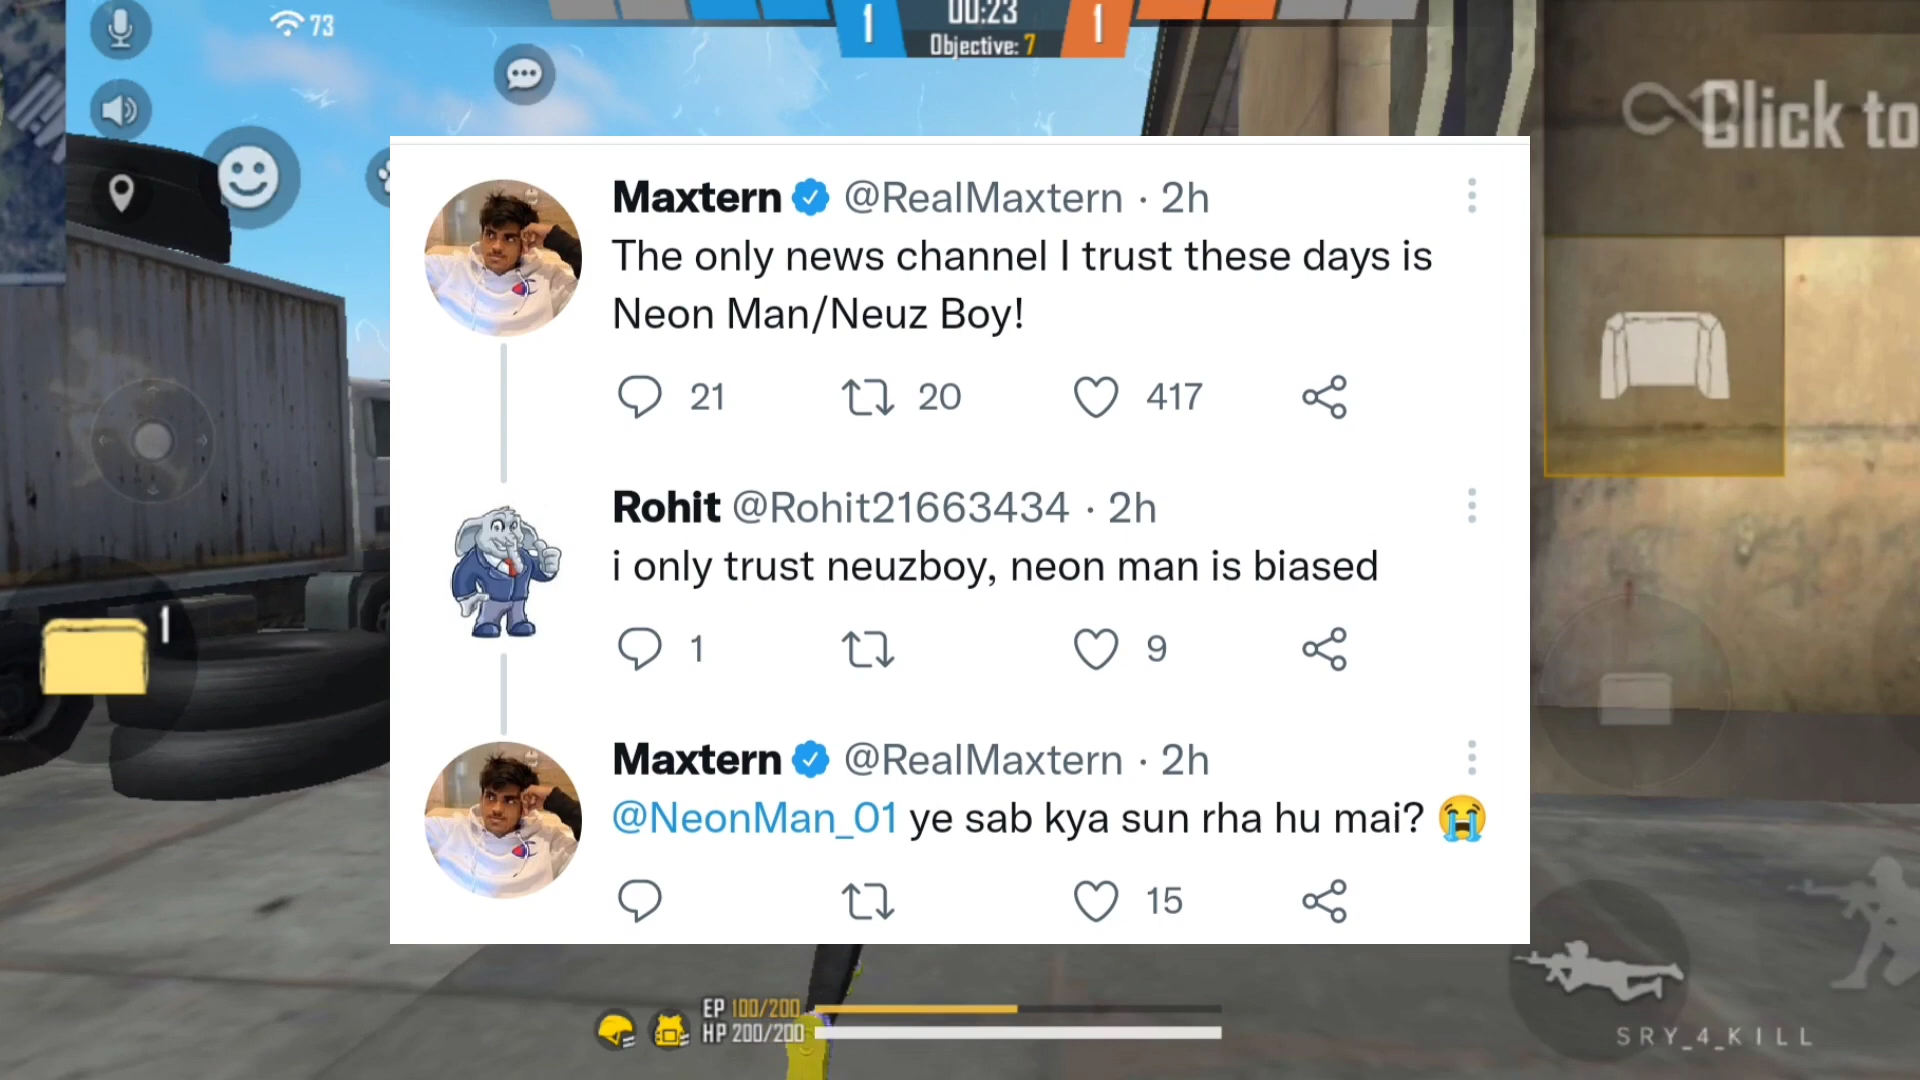 73
1
00:23
1
Objective: 7
Click to
Maxtern @RealMaxtern · 2h
The only news channel I trust these days is
Neon Man/Neuz Boy!
21 20 417
Rohit @Rohit21663434 · 2h
i only trust neuzboy, neon man is biased
1 9
1
Maxtern @RealMaxtern · 2h
@NeonMan_01 ye sab kya sun rha hu mai? 😭
15
EP 100/200
HP 200/200
SRY_4_KILL